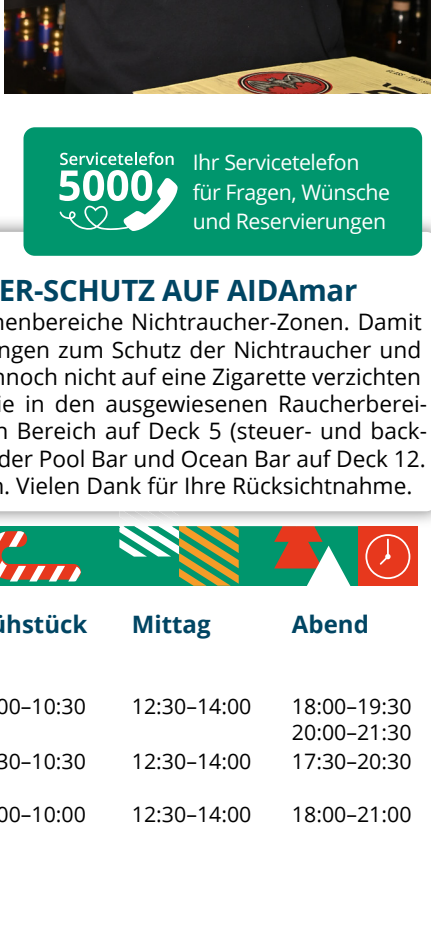 Servicetelefon
5000
Ihr Servicetelefon
für Fragen, Wünsche
und Reservierungen
ER-SCHUTZ AUF AIDAmar
nenbereiche Nichtraucher-Zonen. Damit
ngen zum Schutz der Nichtraucher und
nnoch nicht auf eine Zigarette verzichten
ie in den ausgewiesenen Raucherberei-
n Bereich auf Deck 5 (steuer- und back-
der Pool Bar und Ocean Bar auf Deck 12.
n. Vielen Dank für Ihre Rücksichtnahme.
ühstück Mittag Abend
00–10:30 12:30–14:00 18:00–19:30
20:00–21:30
30–10:30 12:30–14:00 17:30–20:30
00–10:00 12:30–14:00 18:00–21:00